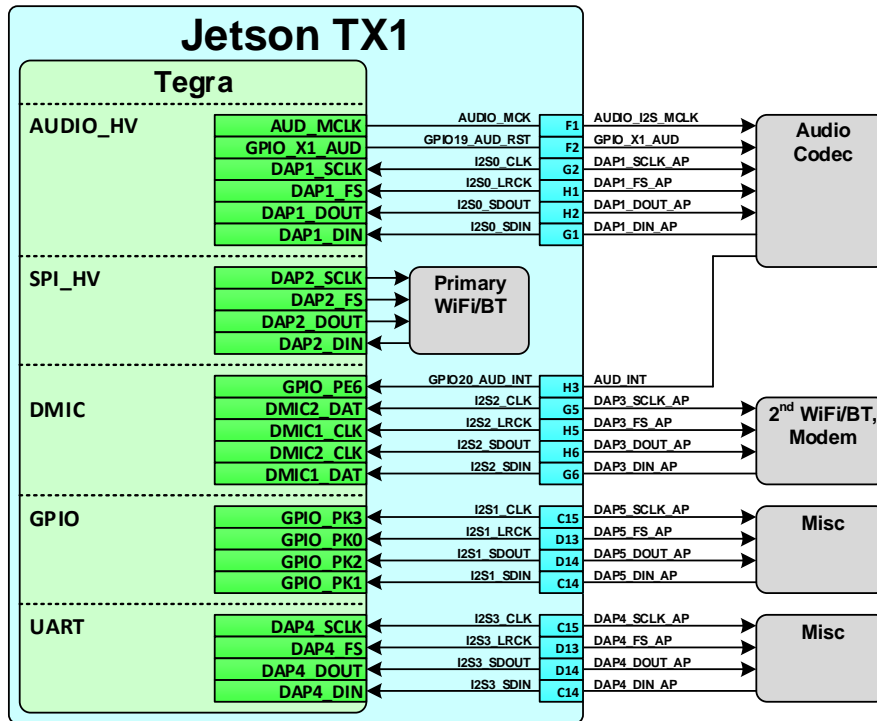 Jetson TX1
Tegra
AUDIO_HV
AUD_MCLK AUDIO_MCK F1 AUDIO_I2S_MCLK
GPIO_X1_AUD GPIO19_AUD_RST F2 GPIO_X1_AUD
DAP1_SCLK I2S0_CLK G2 DAP1_SCLK_AP
DAP1_FS I2S0_LRCK H1 DAP1_FS_AP
DAP1_DOUT I2S0_SDOUT H2 DAP1_DOUT_AP
DAP1_DIN I2S0_SDIN G1 DAP1_DIN_AP
Audio
Codec
SPI_HV
DAP2_SCLK
DAP2_FS
DAP2_DOUT
DAP2_DIN
Primary
WiFi/BT
DMIC
GPIO_PE6 GPIO20_AUD_INT H3 AUD_INT
DMIC2_DAT I2S2_CLK G5 DAP3_SCLK_AP
DMIC1_CLK I2S2_LRCK H5 DAP3_FS_AP
DMIC2_CLK I2S2_SDOUT H6 DAP3_DOUT_AP
DMIC1_DAT I2S2_SDIN G6 DAP3_DIN_AP
2nd WiFi/BT,
Modem
GPIO
GPIO_PK3 I2S1_CLK C15 DAP5_SCLK_AP
GPIO_PK0 I2S1_LRCK D13 DAP5_FS_AP
GPIO_PK2 I2S1_SDOUT D14 DAP5_DOUT_AP
GPIO_PK1 I2S1_SDIN C14 DAP5_DIN_AP
Misc
UART
DAP4_SCLK I2S3_CLK C15 DAP4_SCLK_AP
DAP4_FS I2S3_LRCK D13 DAP4_FS_AP
DAP4_DOUT I2S3_SDOUT D14 DAP4_DOUT_AP
DAP4_DIN I2S3_SDIN C14 DAP4_DIN_AP
Misc